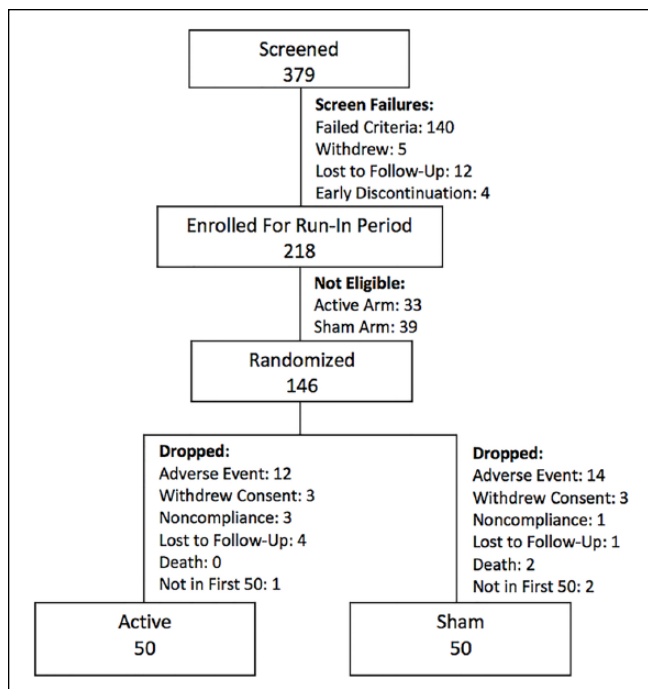 Screened
379
Screen Failures:
Failed Criteria: 140
Withdrew: 5
Lost to Follow-Up: 12
Early Discontinuation: 4
Enrolled For Run-In Period
218
Not Eligible:
Active Arm: 33
Sham Arm: 39
Randomized
146
Dropped:
Adverse Event: 12
Withdrew Consent: 3
Noncompliance: 3
Lost to Follow-Up: 4
Death: 0
Not in First 50: 1
Dropped:
Adverse Event: 14
Withdrew Consent: 3
Noncompliance: 1
Lost to Follow-Up: 1
Death: 2
Not in First 50: 2
Active
50
Sham
50